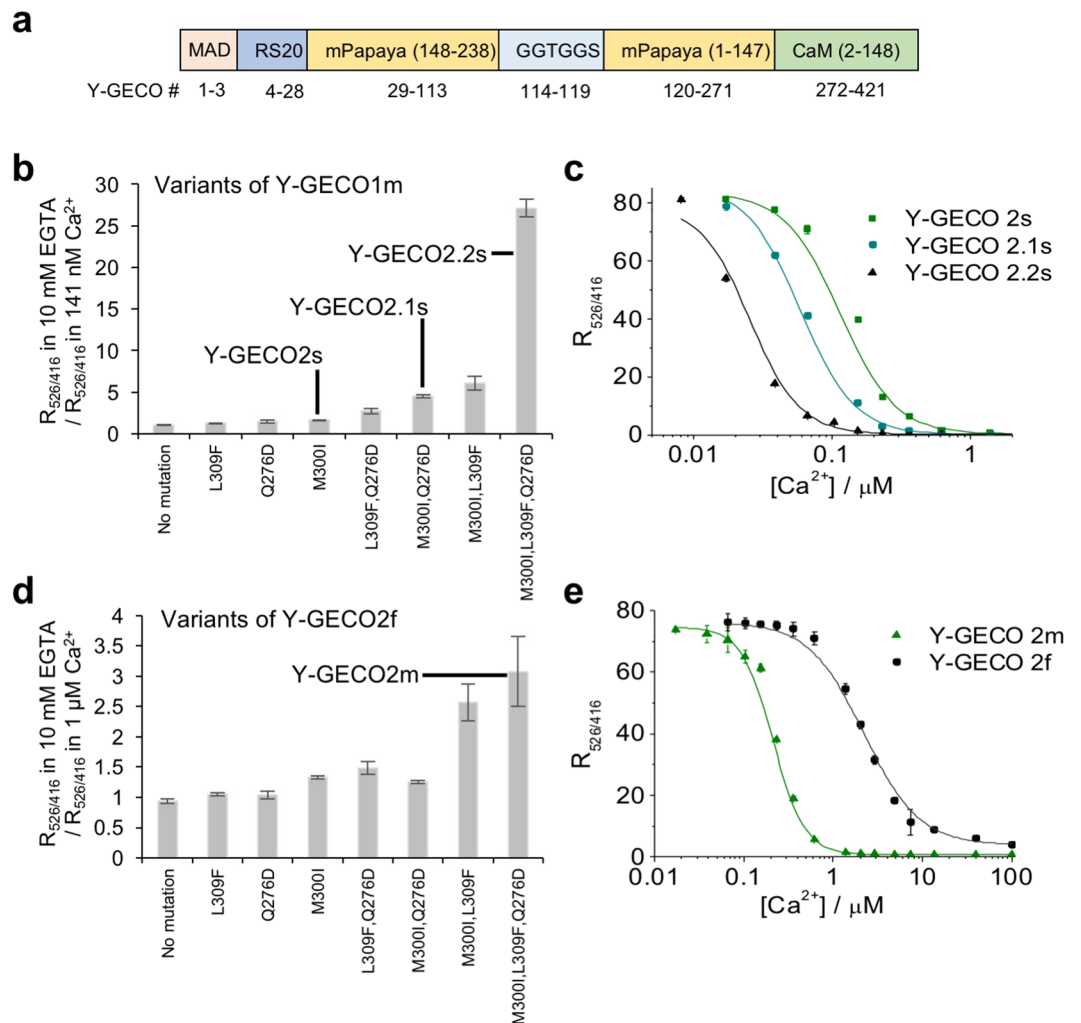 a
MAD RS20 mPapaya (148-238) GGTGGS mPapaya (1-147) CaM (2-148)
Y-GECO # 1-3 4-28 29-113 114-119 120-271 272-421
b
Variants of Y-GECO1m
R526/416 in 10 mM EGTA
/ R526/416 in 141 nM Ca2+
30
25
20
15
10
5
0
Y-GECO2.2s
Y-GECO2.1s
Y-GECO2s
No mutation
L309F
Q276D
M300I
L309F,Q276D
M300I,Q276D
M300I,L309F
M300I,L309F,Q276D
c
R526/416
80
60
40
20
0
Y-GECO 2s
Y-GECO 2.1s
Y-GECO 2.2s
0.01 0.1 1
[Ca2+] / μM
d
Variants of Y-GECO2f
R526/416 in 10 mM EGTA
/ R526/416 in 1 μM Ca2+
4
3.5
3
2.5
2
1.5
1
0.5
0
Y-GECO2m
No mutation
L309F
Q276D
M300I
L309F,Q276D
M300I,Q276D
M300I,L309F
M300I,L309F,Q276D
e
R526/416
80
60
40
20
0
Y-GECO 2m
Y-GECO 2f
0.01 0.1 1 10 100
[Ca2+] / μM